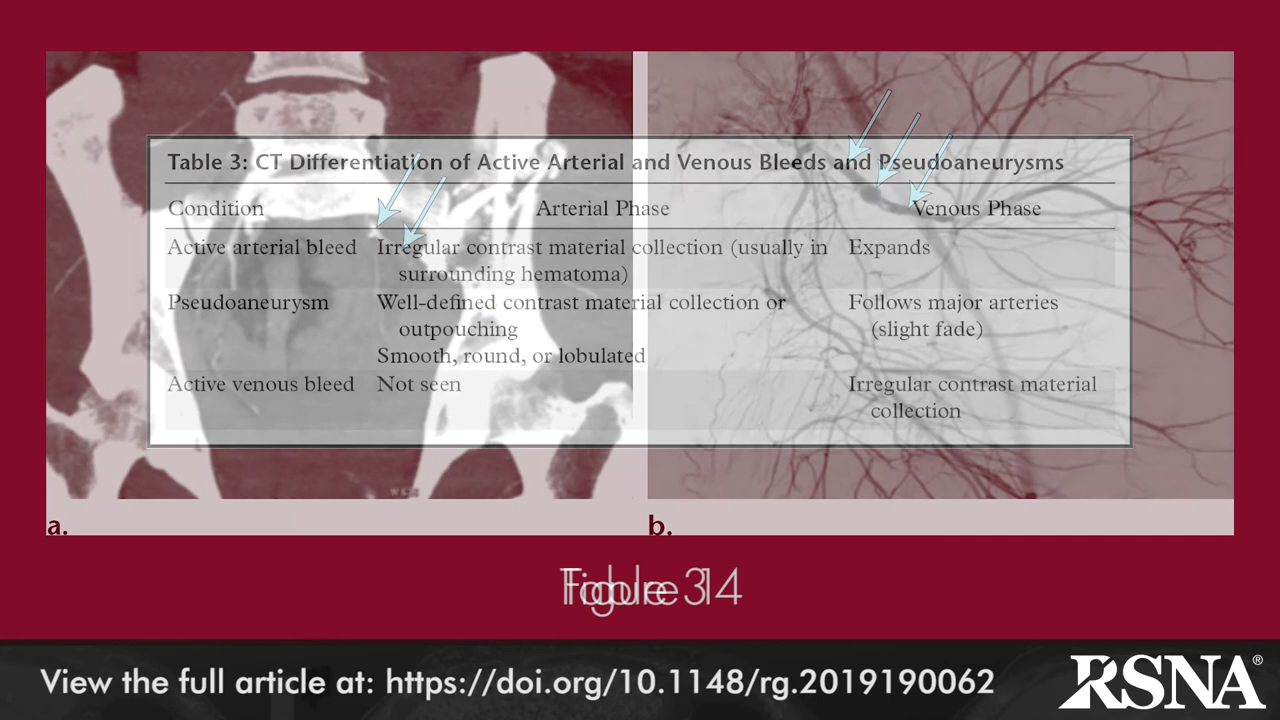 Table 3: CT Differentiation of Active Arterial and Venous Bleeds and Pseudoaneurysms
Condition Arterial Phase Venous Phase
Active arterial bleed Irregular contrast material collection (usually in Expands
surrounding hematoma)
Pseudoaneurysm Well-defined contrast material collection or Follows major arteries
outpouching (slight fade)
Smooth, round, or lobulated
Active venous bleed Not seen Irregular contrast material
collection
a. b.
View the full article at: https://doi.org/10.1148/rg.2019190062
RSNA®